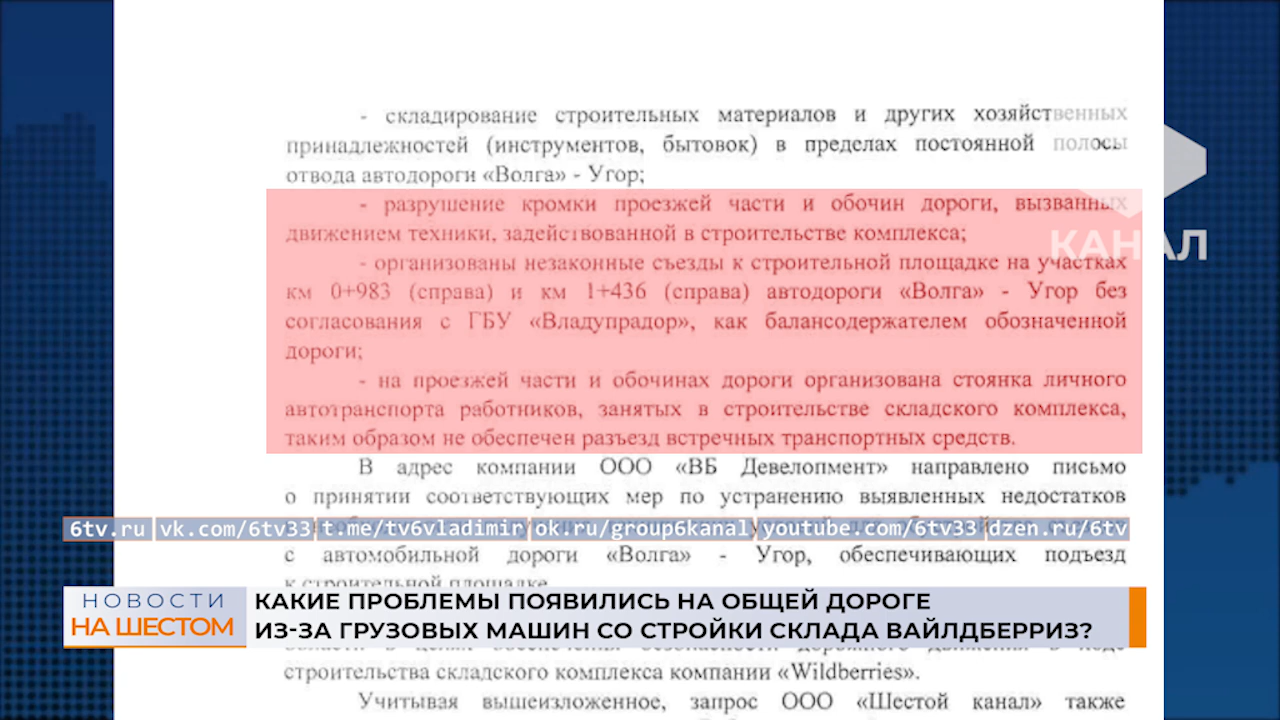 - складирование строительных материалов и других хозяйственных
принадлежностей (инструментов, бытовок) в пределах постоянной полосы
отвода автодороги «Волга» - Угор;
- разрушение кромки проезжей части и обочин дороги, вызванных
движением техники, задействованной в строительстве комплекса;
- организованы незаконные съезды к строительной площадке на участках
км 0+983 (справа) и км 1+436 (справа) автодороги «Волга» - Угор без
согласования с ГБУ «Владупрадор», как балансодержателем обозначенной
дороги;
- на проезжей части и обочинах дороги организована стоянка личного
автотранспорта работников, занятых в строительстве складского комплекса,
таким образом не обеспечен разъезд встречных транспортных средств.
КАНАЛ
В адрес компании ООО «ВБ Девелопмент» направлено письмо
о принятии соответствующих мер по устранению выявленных недостатков
6tv.ru vk.com/6tv33 t.me/tv6vladimir ok.ru/group6kanal youtube.com/6tv33 dzen.ru/6tv
с автомобильной дороги «Волга» - Угор, обеспечивающих подъезд
к строительной площадке.
НОВОСТИ
НА ШЕСТОМ
КАКИЕ ПРОБЛЕМЫ ПОЯВИЛИСЬ НА ОБЩЕЙ ДОРОГЕ
ИЗ-ЗА ГРУЗОВЫХ МАШИН СО СТРОЙКИ СКЛАДА ВАЙЛДБЕРРИЗ?
строительства складского комплекса компании «Wildberries».
Учитывая вышеизложенное, запрос ООО «Шестой канал» также